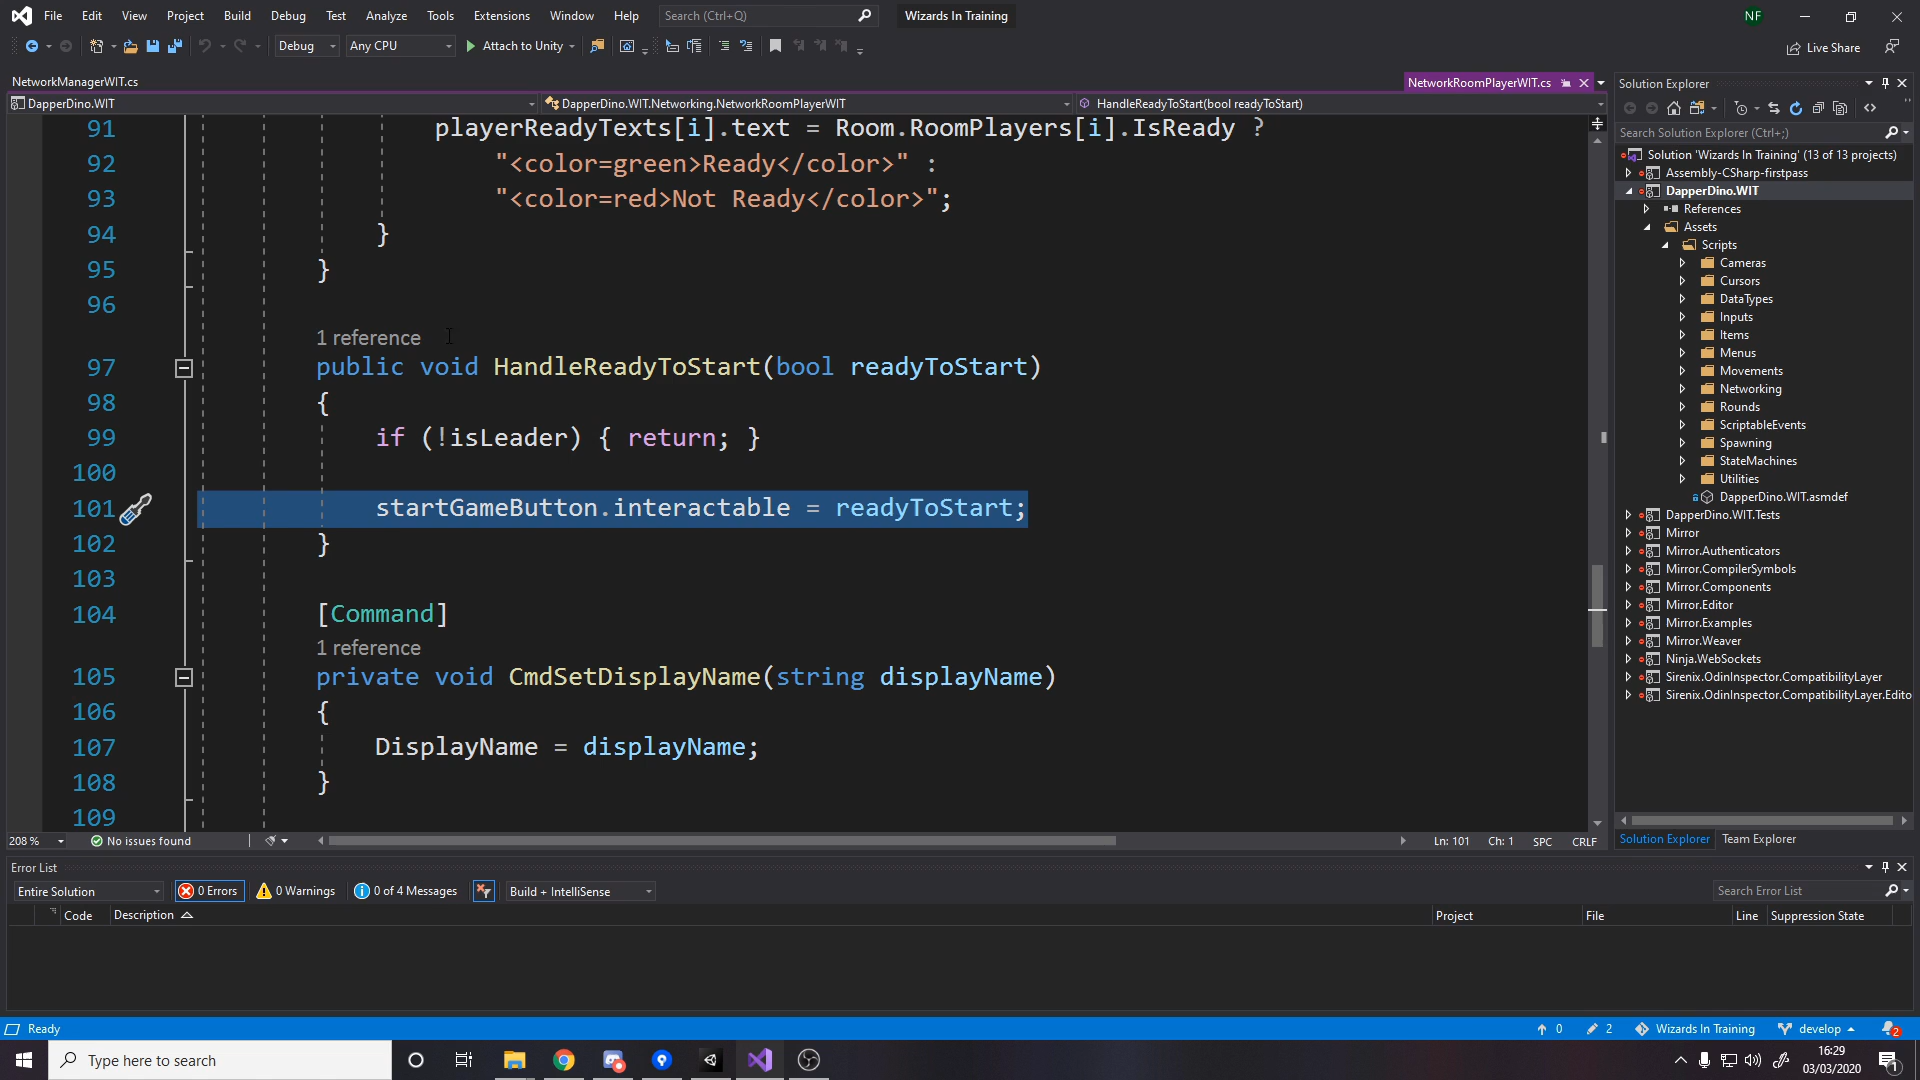 File Edit View Project Build Debug Test Analyze Tools Extensions Window Help Search (Ctrl+Q) Wizards In Training NF
Debug Any CPU Attach to Unity Live Share
NetworkManagerWIT.cs NetworkRoomPlayerWIT.cs
DapperDino.WIT DapperDino.WIT.Networking.NetworkRoomPlayerWIT HandleReadyToStart(bool readyToStart)
91 playerReadyTexts[i].text = Room.RoomPlayers[i].IsReady ?
92 "<color=green>Ready</color>" :
93 "<color=red>Not Ready</color>";
94 }
95 }
96
1 reference
97 public void HandleReadyToStart(bool readyToStart)
98 {
99 if (!isLeader) { return; }
100
101 startGameButton.interactable = readyToStart;
102 }
103
104 [Command]
1 reference
105 private void CmdSetDisplayName(string displayName)
106 {
107 DisplayName = displayName;
108 }
109
208 % No issues found Ln: 101 Ch: 1 SPC CRLF
Solution Explorer
Search Solution Explorer (Ctrl+;)
Solution 'Wizards In Training' (13 of 13 projects)
Assembly-CSharp-firstpass
DapperDino.WIT
References
Assets
Scripts
Cameras
Cursors
DataTypes
Inputs
Items
Menus
Movements
Networking
Rounds
ScriptableEvents
Spawning
StateMachines
Utilities
DapperDino.WIT.asmdef
DapperDino.WIT.Tests
Mirror
Mirror.Authenticators
Mirror.CompilerSymbols
Mirror.Components
Mirror.Editor
Mirror.Examples
Mirror.Weaver
Ninja.WebSockets
Sirenix.OdinInspector.CompatibilityLayer
Sirenix.OdinInspector.CompatibilityLayer.Edito
Solution Explorer Team Explorer
Error List
Entire Solution 0 Errors 0 Warnings 0 of 4 Messages Build + IntelliSense Search Error List
Code Description Project File Line Suppression State
Ready 0 2 Wizards In Training develop 2
Type here to search 16:29
03/03/2020 1